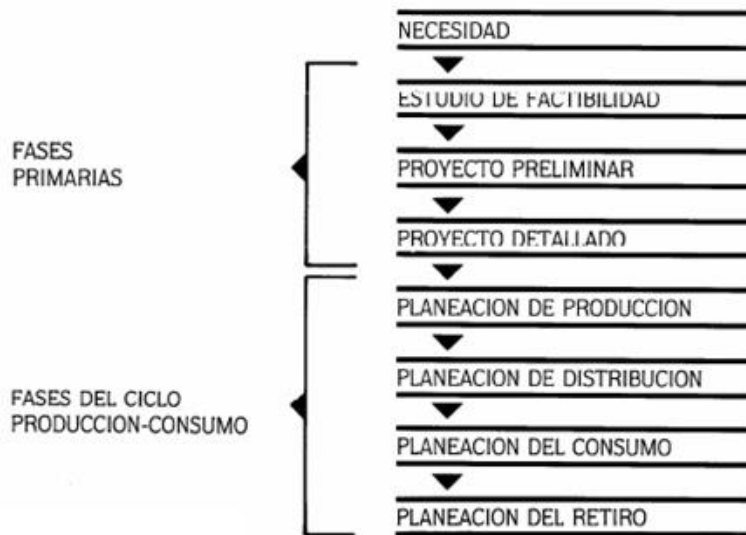 NECESIDAD
ESTUDIO DE FACTIBILIDAD
FASES
PRIMARIAS
PROYECTO PRELIMINAR
PROYECTO DETALLADO
PLANEACION DE PRODUCCION
PLANEACION DE DISTRIBUCION
FASES DEL CICLO
PRODUCCION-CONSUMO
PLANEACION DEL CONSUMO
PLANEACION DEL RETIRO